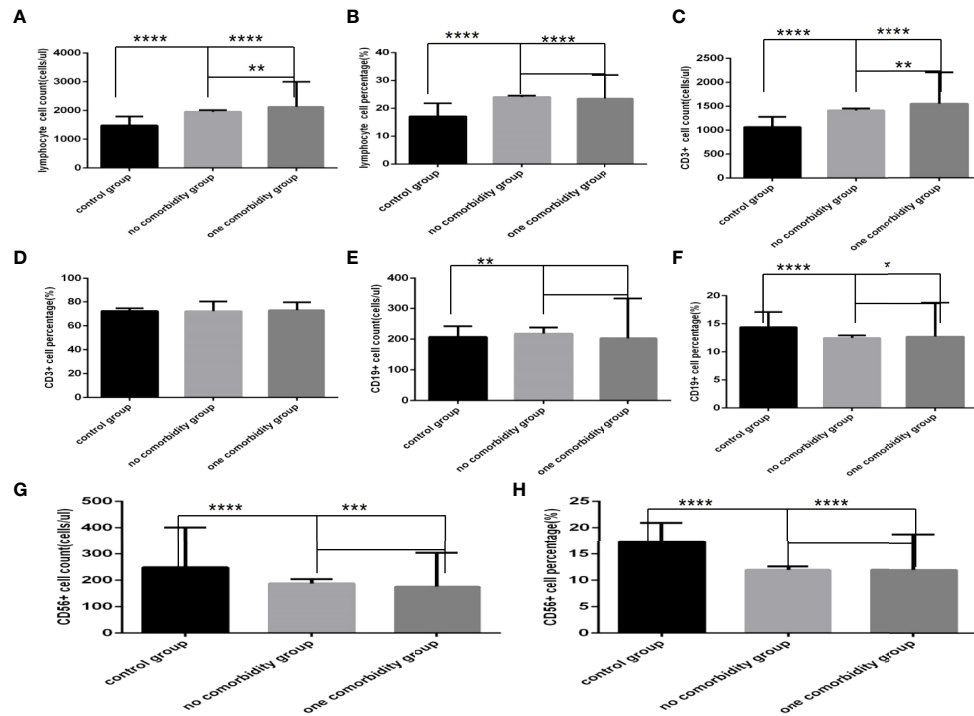 A
**** ****
**
lymphocyte cell count(cells/ul)
4000
3000
2000
1000
0
control group
no comorbidity group
one comorbidity group
B
**** ****
lymphocyte cell percentage(%)
40
30
20
10
0
control group
no comorbidity group
one comorbidity group
C
**** ****
**
CD3+ cell count(cells/ul)
2500
2000
1500
1000
500
0
control group
no comorbidity group
one comorbidity group
D
CD3+ cell percentage(%)
100
80
60
40
20
0
control group
no comorbidity group
one comorbidity group
E
**
CD19+ cell count(cells/ul)
400
300
200
100
0
control group
no comorbidity group
one comorbidity group
F
**** *
CD19+ cell percentage(%)
20
15
10
5
0
control group
no comorbidity group
one comorbidity group
G
**** ***
CD56+ cell count(cells/ul)
500
400
300
200
100
0
control group
no comorbidity group
one comorbidity group
H
**** ****
CD56+ cell percentage(%)
25
20
15
10
5
0
control group
no comorbidity group
one comorbidity group